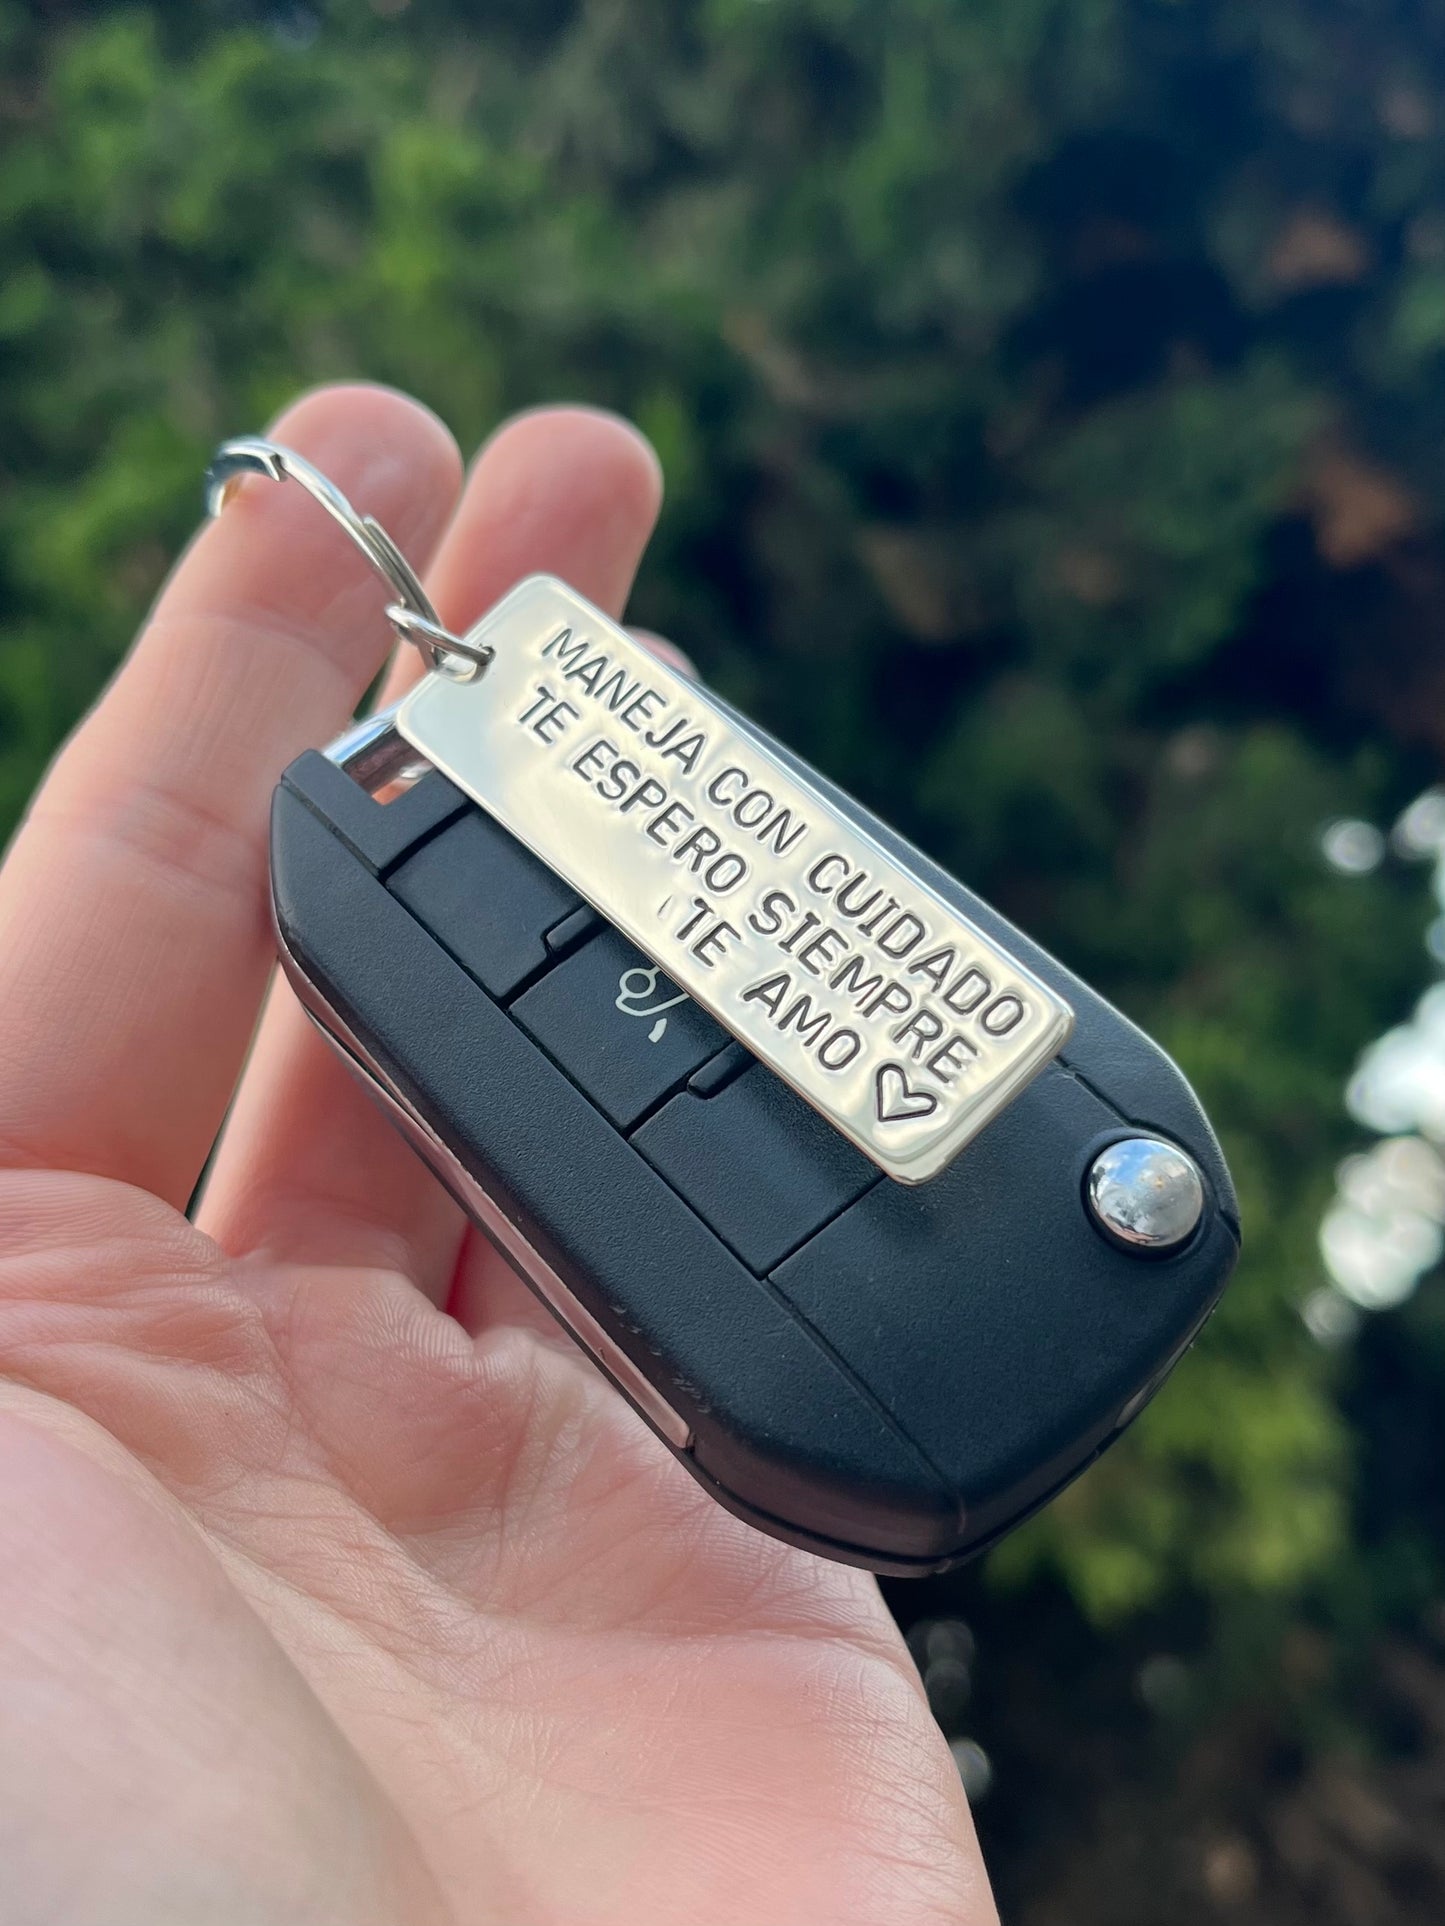 MANEJA CON CUIDADO
TE ESPERO SIEMPRE
TE AMO ♡